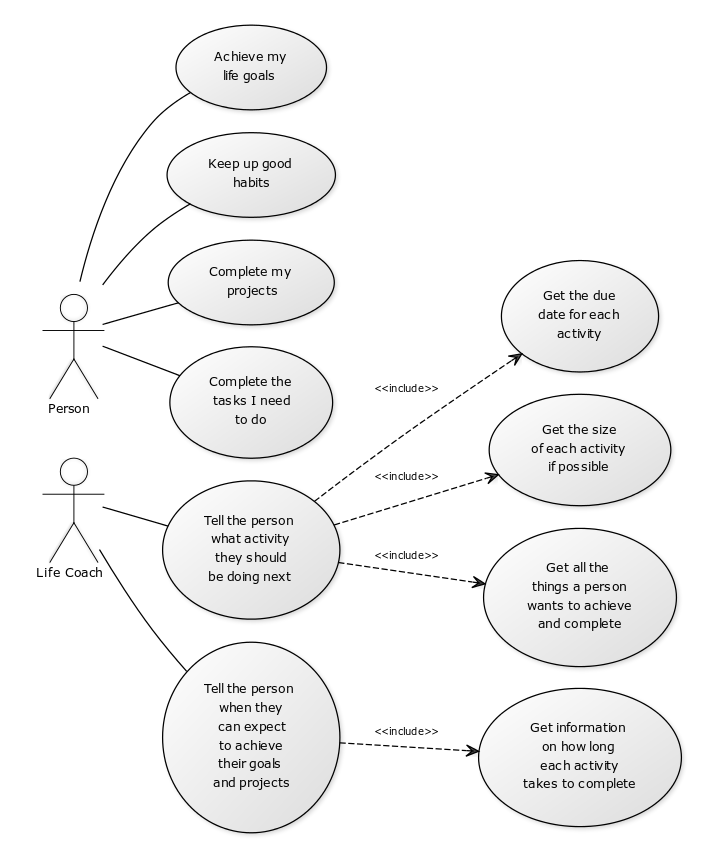 Achieve my
life goals
Keep up good
habits
Complete my
projects
Get the due
date for each
activity
Complete the
tasks I need
to do
<<include>>
Person
Get the size
of each activity
if possible
<<include>>
Tell the person
what activity
they should
be doing next
<<include>>
Life Coach
Get all the
things a person
wants to achieve
and complete
Tell the person
when they
can expect
to achieve
their goals
and projects
<<include>>
Get information
on how long
each activity
takes to complete